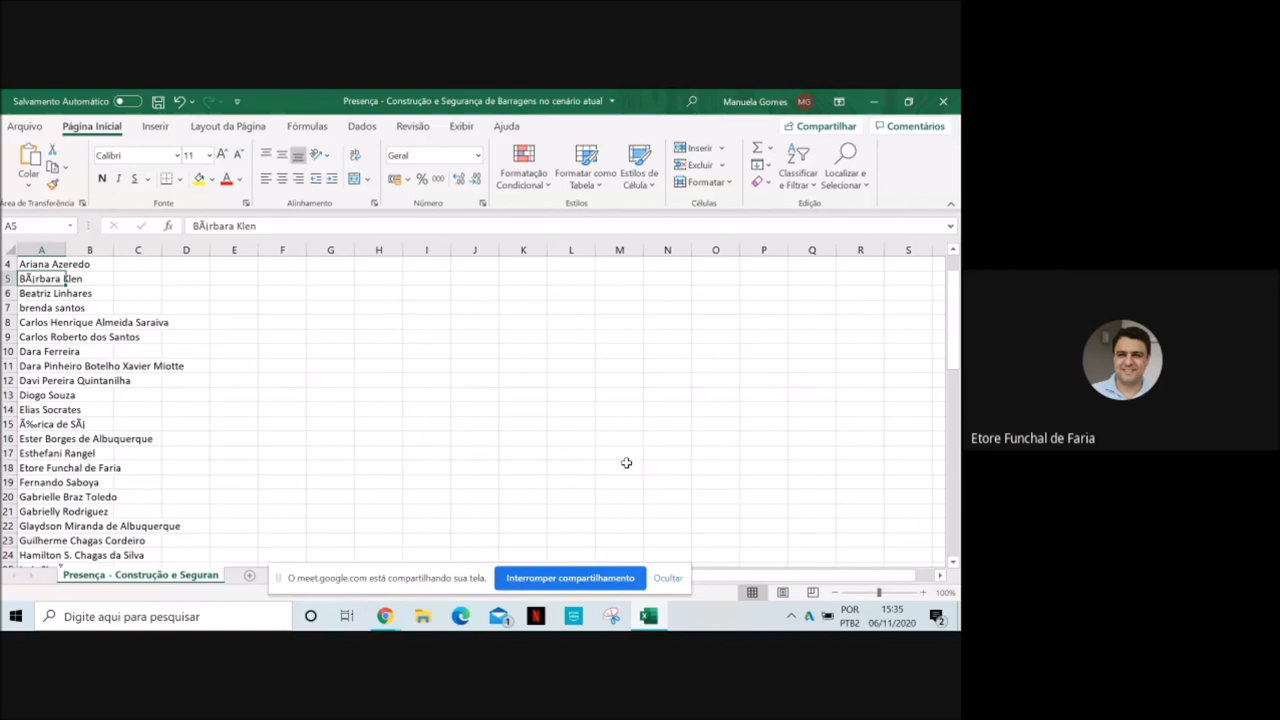 Salvamento Automático
Presença - Construção e Segurança de Barragens no cenário atual
Manuela Gomes MG
Arquivo Página Inicial Inserir Layout da Página Fórmulas Dados Revisão Exibir Ajuda Compartilhar Comentários
Colar
Calibri 11
N I S
Geral
% 000
Formatação Condicional
Formatar como Tabela
Estilos de Célula
Inserir
Excluir
Formatar
Classificar e Filtrar
Localizar e Selecionar
Área de Transferência Fonte Alinhamento Número Estilos Células Edição
A5 fx BÃ¡rbara Klen
A B C D E F G H I J K L M N O P Q R S
4 Ariana Azeredo
5 BÃ¡rbara Klen
6 Beatriz Linhares
7 brenda santos
8 Carlos Henrique Almeida Saraiva
9 Carlos Roberto dos Santos
10 Dara Ferreira
11 Dara Pinheiro Botelho Xavier Miotte
12 Davi Pereira Quintanilha
13 Diogo Souza
14 Elias Socrates
15 Ã‰rica de SÃ¡
16 Ester Borges de Albuquerque
17 Esthefani Rangel
18 Etore Funchal de Faria
19 Fernando Saboya
20 Gabrielle Braz Toledo
21 Gabrielly Rodriguez
22 Glaydson Miranda de Albuquerque
23 Guilherme Chagas Cordeiro
24 Hamilton S. Chagas da Silva
Presença - Construção e Seguran
O meet.google.com está compartilhando sua tela. Interromper compartilhamento Ocultar
100%
Digite aqui para pesquisar
POR
PTB2
15:35
06/11/2020
Etore Funchal de Faria